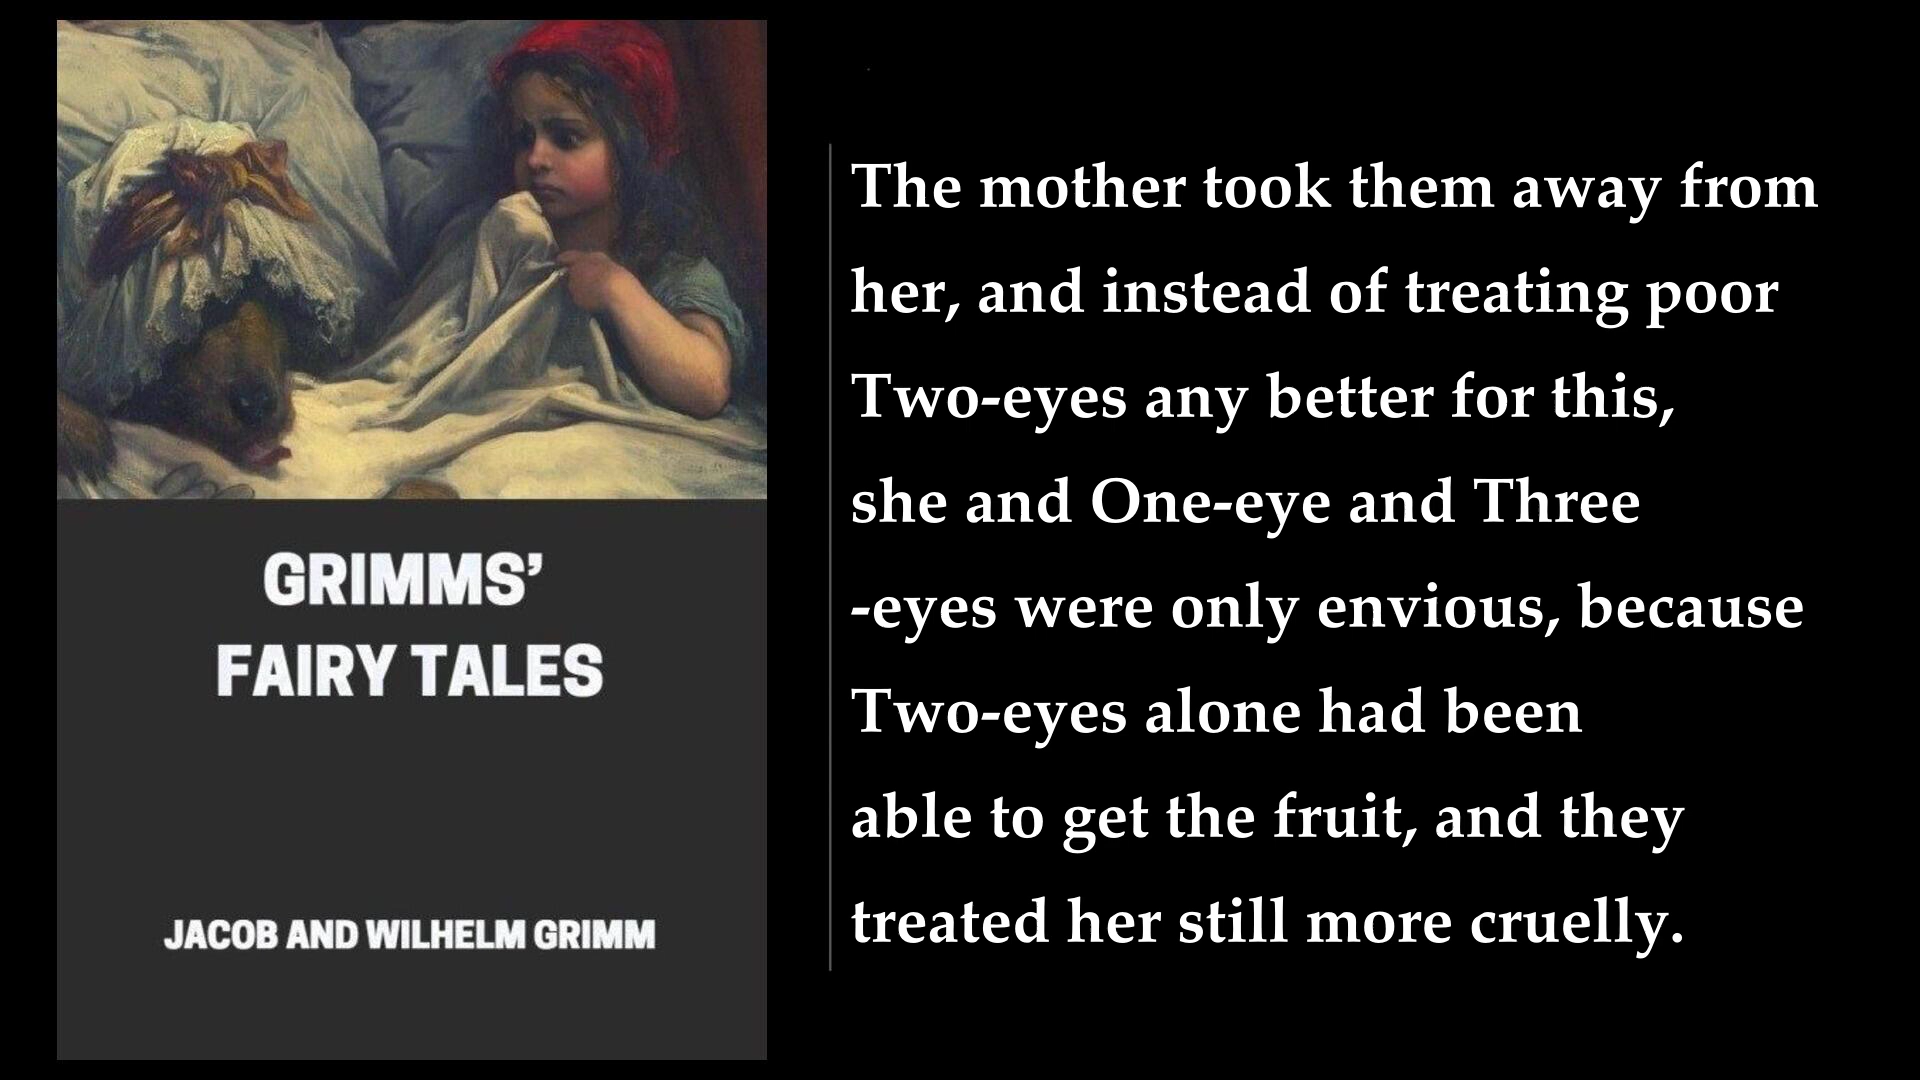 GRIMMS’
FAIRY TALES
JACOB AND WILHELM GRIMM
The mother took them away from
her, and instead of treating poor
Two-eyes any better for this,
she and One-eye and Three
-eyes were only envious, because
Two-eyes alone had been
able to get the fruit, and they
treated her still more cruelly.